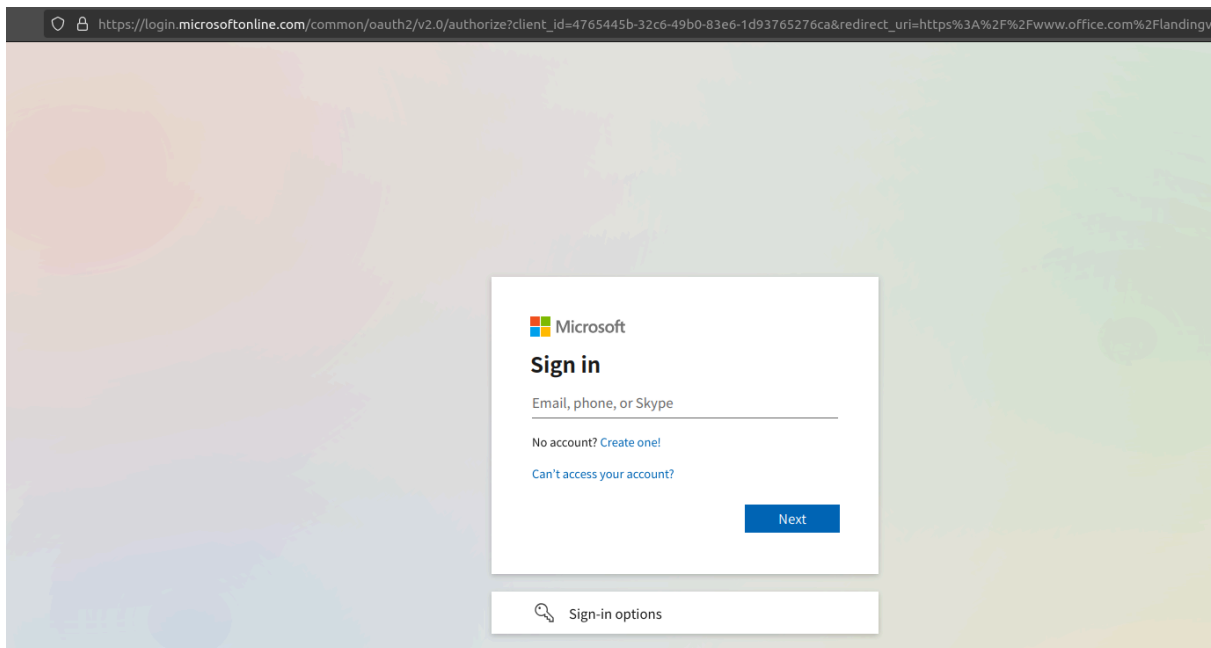 https://login.microsoftonline.com/common/oauth2/v2.0/authorize?client_id=4765445b-32c6-49b0-83e6-1d93765276ca&redirect_uri=https%3A%2F%2Fwww.office.com%2Flandingv
Microsoft
Sign in
Email, phone, or Skype
No account? Create one!
Can't access your account?
Next
Sign-in options